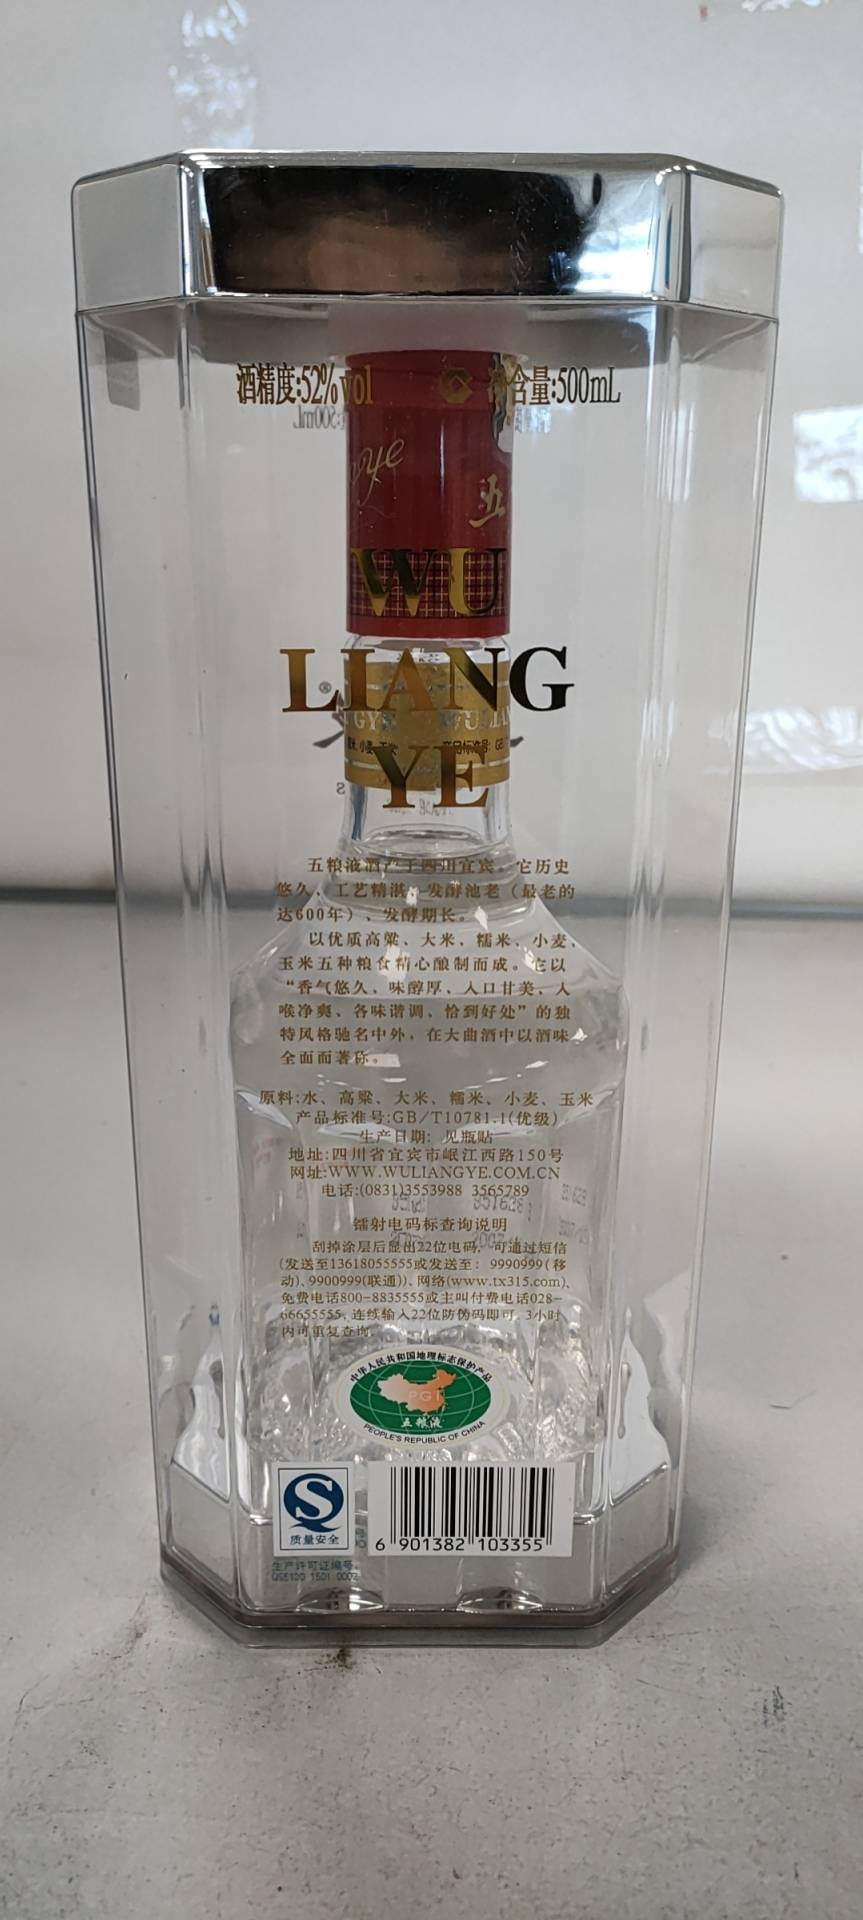 酒精度:52%vol
净含量:500mL
WU
LIANG
YE
五粮液酒产于四川宜宾。它历史
悠久、工艺精湛、发酵池老（最老的
达600年）、发酵期长。
以优质高粱、大米、糯米、小麦、
玉米五种粮食精心酿制而成。它以
“香气悠久、味醇厚、入口甘美、入
喉净爽、各味谐调、恰到好处”的独
特风格驰名中外，在大曲酒中以酒味
全面而著称。
原料:水、高粱、大米、糯米、小麦、玉米
产品标准号:GB/T10781.1(优级)
生产日期: 见瓶贴
地址:四川省宜宾市岷江西路150号
网址:WWW.WULIANGYE.COM.CN
电话:(0831)3553988 3565789
镭射电码标查询说明
刮掉涂层后显出22位电码，可通过短信
(发送至13618055555或发送至：9990999(移
动)、9900999(联通))、网络(www.tx315.com)、
免费电话800-8835555或主叫付费电话028-
66655555, 连续输入22位防伪码即可，3小时
内可重复查询。
中华人民共和国地理标志保护产品
PGI
五粮液
PEOPLE'S REPUBLIC OF CHINA
质量安全
6 901382 103355
生产许可证编号:
QS5100 1501 0002